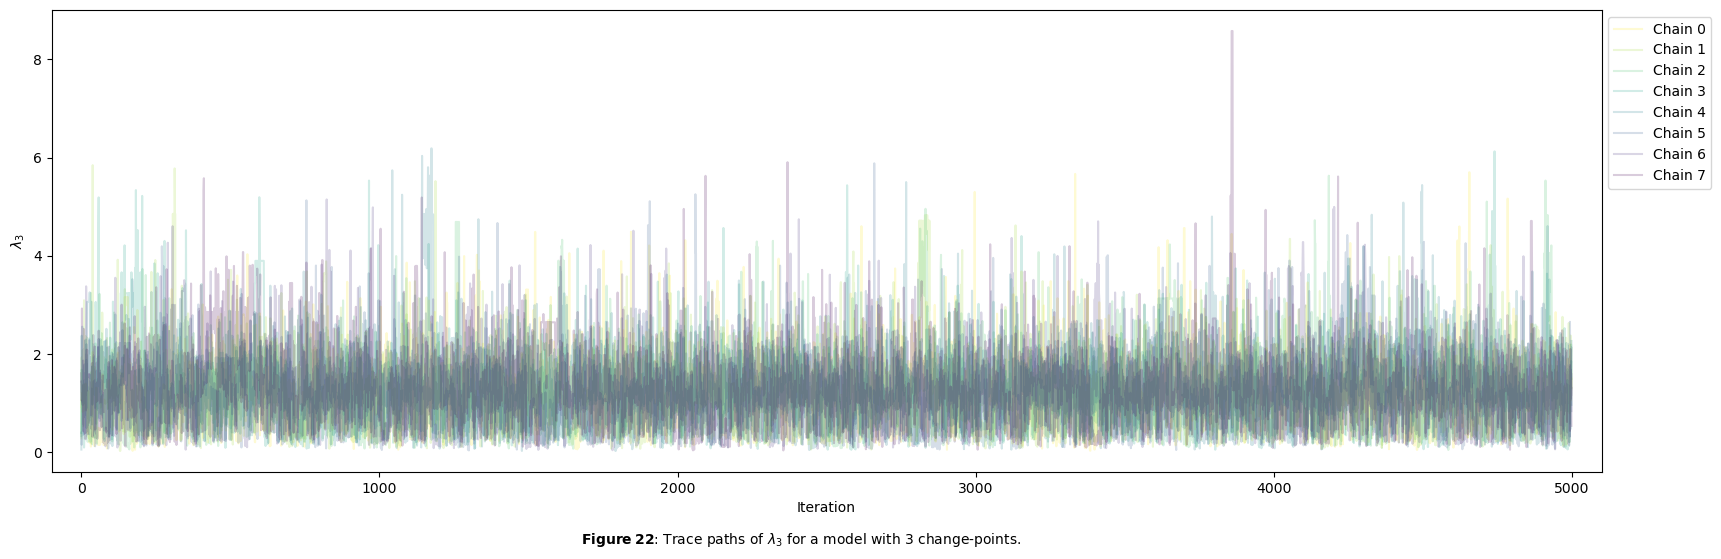 8
6
4
2
0
λ3
0
1000
2000
3000
4000
5000
Iteration
Chain 0
Chain 1
Chain 2
Chain 3
Chain 4
Chain 5
Chain 6
Chain 7
Figure 22: Trace paths of λ3 for a model with 3 change-points.